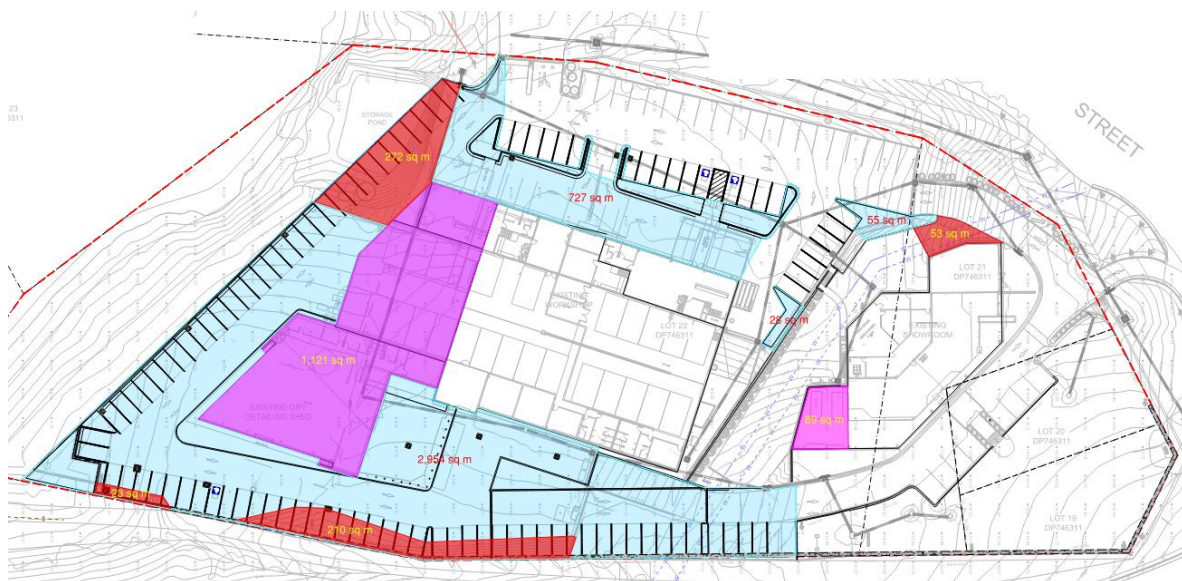 STREET
23
STORAGE
POND
272 sq m
727 sq m
55 sq m
53 sq m
LOT 21
DP746311
EXISTING
WORKSHOP
LOT 22
DP746311
28 sq m
EXISTING
SHOWROOM
1,121 sq m
EXISTING DRY
DETAILING SHED
89 sq m
LOT 20
DP746311
2,954 sq m
23 sq m
210 sq m
LOT 19
DP746311